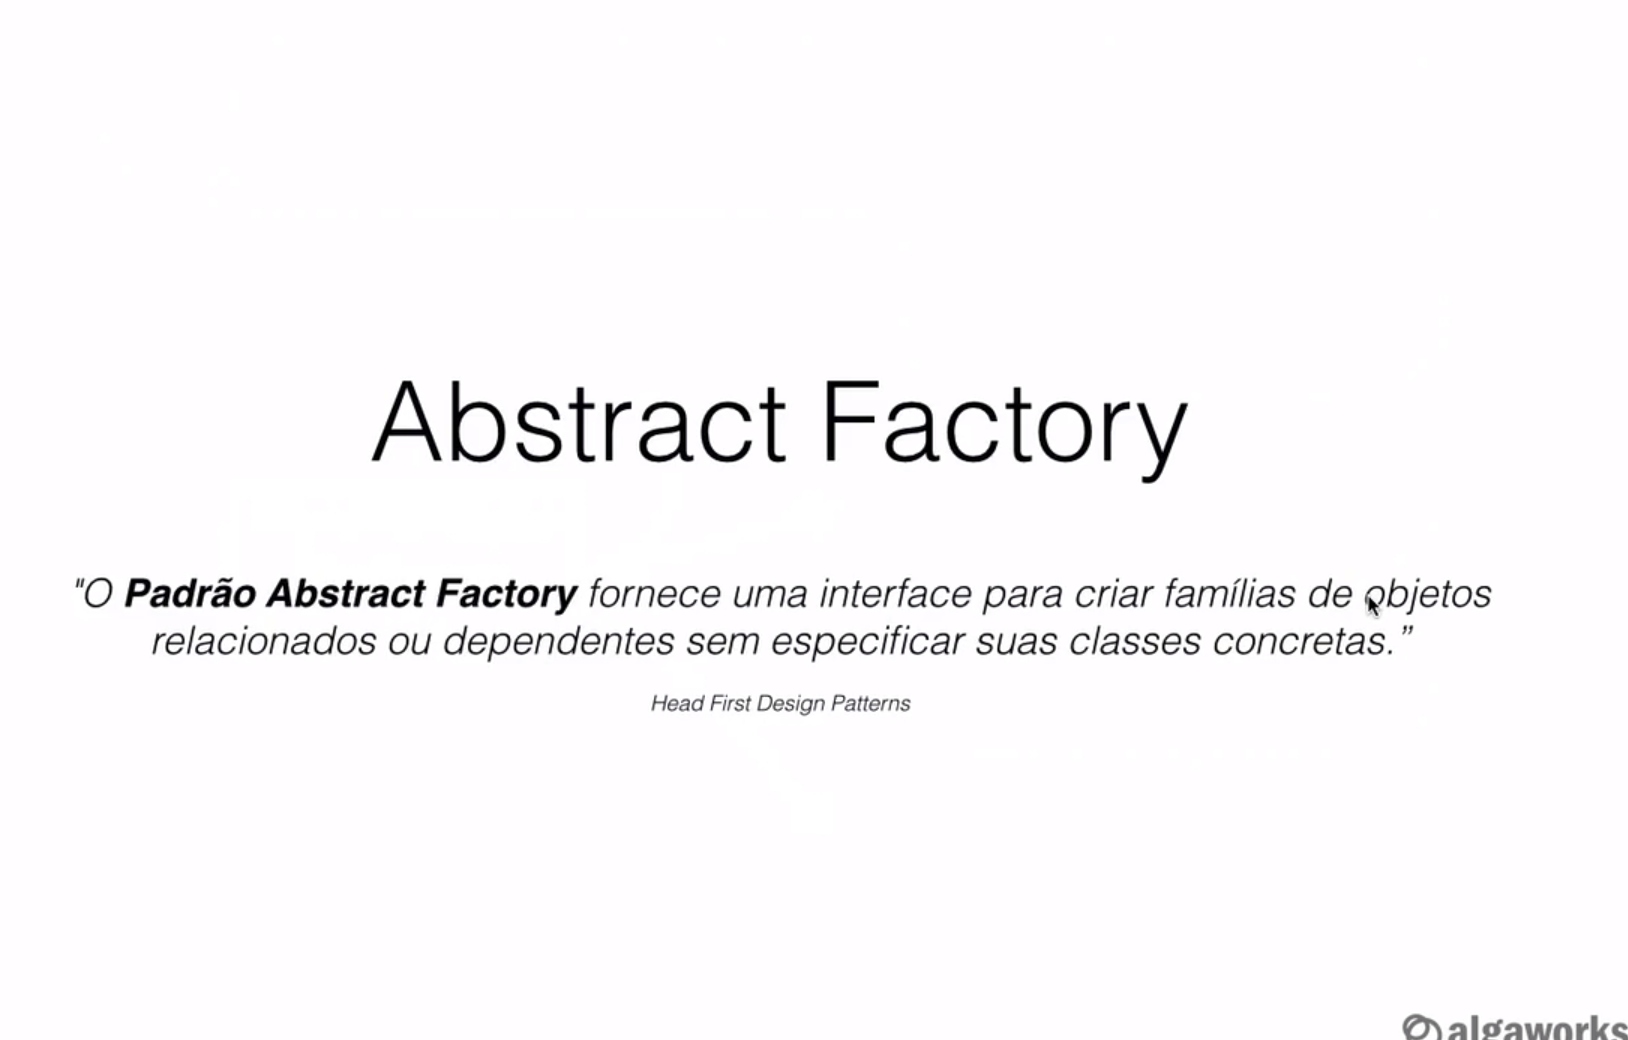 Abstract Factory
"O Padrão Abstract Factory fornece uma interface para criar famílias de objetos
relacionados ou dependentes sem especificar suas classes concretas.”
Head First Design Patterns
algaworks